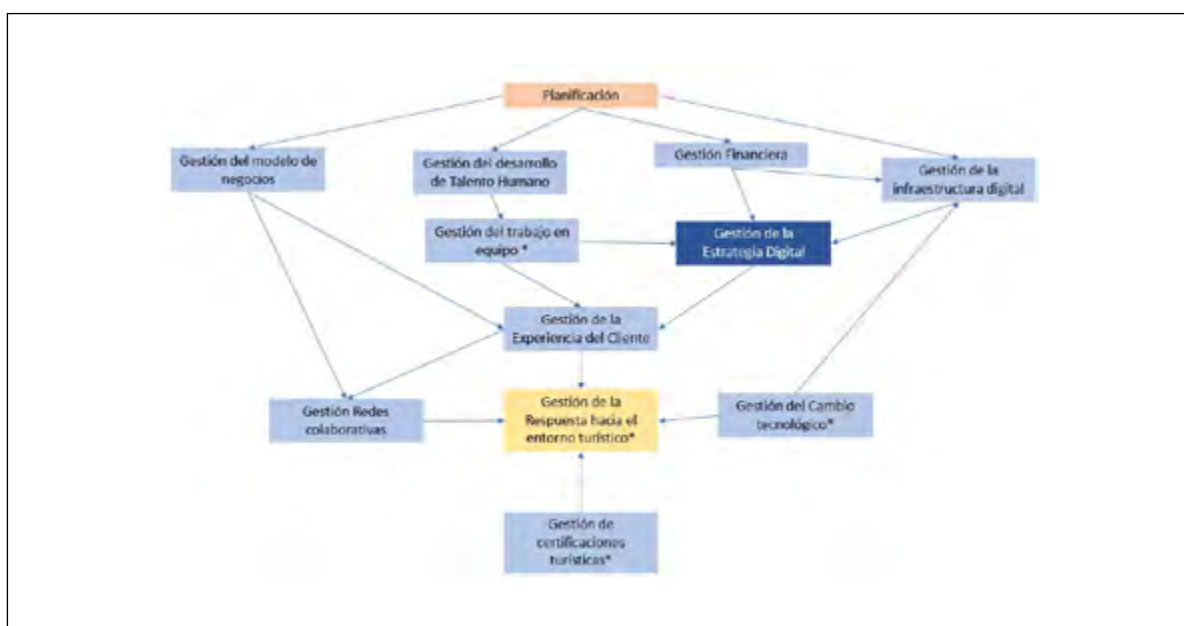 Planificación
Gestión del modelo de
negocios
Gestión del desarrollo
de Talento Humano
Gestión Financiera
Gestión de la
infraestructura digital
Gestión del trabajo en
equipo *
Gestión de la
Estrategia Digital
Gestión de la
Experiencia del Cliente
Gestión Redes
colaborativas
Gestión de la
Respuesta hacia el
entorno turístico*
Gestión del Cambio
tecnológico*
Gestión de
certificaciones
turísticas*